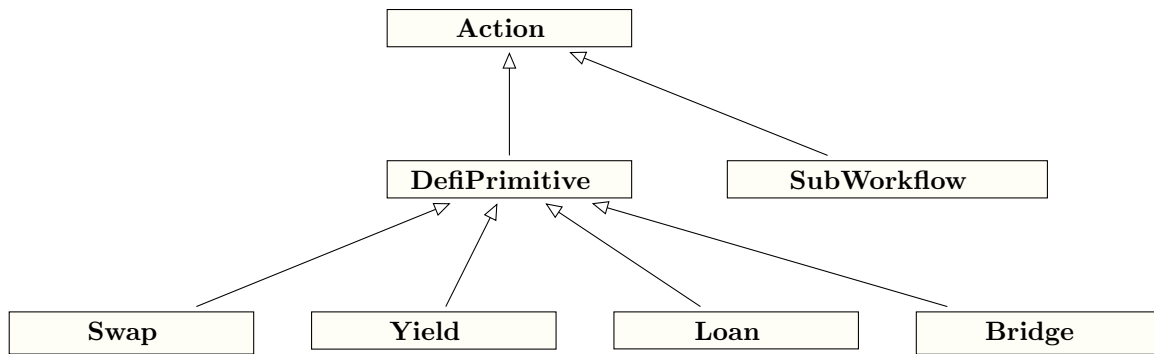 Action
DefiPrimitive
SubWorkflow
Swap
Yield
Loan
Bridge